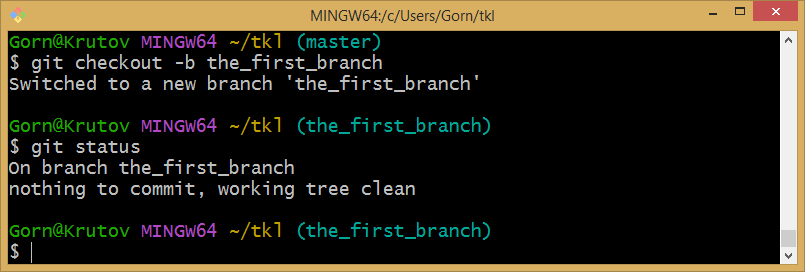 MINGW64:/c/Users/Gorn/tkl
Gorn@Krutov MINGW64 ~/tkl (master)
$ git checkout -b the_first_branch
Switched to a new branch 'the_first_branch'
Gorn@Krutov MINGW64 ~/tkl (the_first_branch)
$ git status
On branch the_first_branch
nothing to commit, working tree clean
Gorn@Krutov MINGW64 ~/tkl (the_first_branch)
$